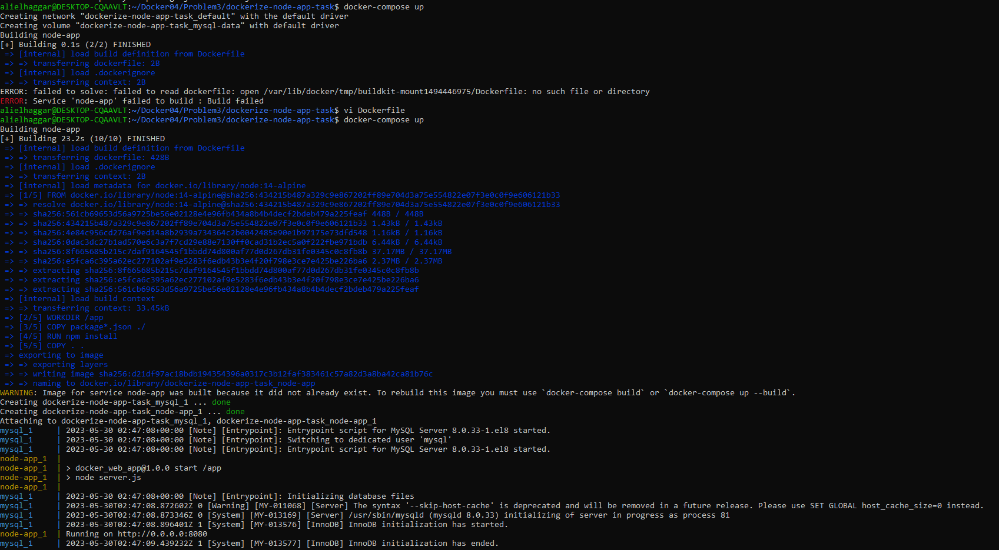 alielhaggar@DESKTOP-CQAAVLT:~/Docker04/Problem3/dockerize-node-app-task$ docker-compose up
Creating network "dockerize-node-app-task_default" with the default driver
Creating volume "dockerize-node-app-task_mysql-data" with default driver
Building node-app
[+] Building 0.1s (2/2) FINISHED
=> [internal] load build definition from Dockerfile
=> => transferring dockerfile: 2B
=> [internal] load .dockerignore
=> => transferring context: 2B
ERROR: failed to solve: failed to read dockerfile: open /var/lib/docker/tmp/buildkit-mount1494446975/Dockerfile: no such file or directory
ERROR: Service 'node-app' failed to build : Build failed
alielhaggar@DESKTOP-CQAAVLT:~/Docker04/Problem3/dockerize-node-app-task$ vi Dockerfile
alielhaggar@DESKTOP-CQAAVLT:~/Docker04/Problem3/dockerize-node-app-task$ docker-compose up
Building node-app
[+] Building 23.2s (10/10) FINISHED
=> [internal] load build definition from Dockerfile
=> => transferring dockerfile: 428B
=> [internal] load .dockerignore
=> => transferring context: 2B
=> [internal] load metadata for docker.io/library/node:14-alpine
=> [1/5] FROM docker.io/library/node:14-alpine@sha256:434215b487a329c9e867202ff89e704d3a75e554822e07f3e0c0f9e606121b33
=> => resolve docker.io/library/node:14-alpine@sha256:434215b487a329c9e867202ff89e704d3a75e554822e07f3e0c0f9e606121b33
=> => sha256:561cb69653d56a9725be56e02128e4e96fb434a8b4b4decf2bdeb479a225feaf 448B / 448B
=> => sha256:434215b487a329c9e867202ff89e704d3a75e554822e07f3e0c0f9e606121b33 1.43kB / 1.43kB
=> => sha256:4e84c956cd276af9ed14a8b2939a734364c2b0042485e90e1b97175e73dfd548 1.16kB / 1.16kB
=> => sha256:0dac3dc27b1ad570e6c3a7f7cd29e88e7130ff0cad31b2ec5a0f222fbe971bdb 6.44kB / 6.44kB
=> => sha256:8f665685b215c7daf9164545f1bbdd74d800af77d0d267db31fe0345c0c8fb8b 37.17MB / 37.17MB
=> => sha256:e5fca6c395a62ec277102af9e5283f6edb43b3e4f20f798e3ce7e425be226ba6 2.37MB / 2.37MB
=> => extracting sha256:8f665685b215c7daf9164545f1bbdd74d800af77d0d267db31fe0345c0c8fb8b
=> => extracting sha256:e5fca6c395a62ec277102af9e5283f6edb43b3e4f20f798e3ce7e425be226ba6
=> => extracting sha256:561cb69653d56a9725be56e02128e4e96fb434a8b4b4decf2bdeb479a225feaf
=> [internal] load build context
=> => transferring context: 33.45kB
=> [2/5] WORKDIR /app
=> [3/5] COPY package*.json ./
=> [4/5] RUN npm install
=> [5/5] COPY . .
=> exporting to image
=> => exporting layers
=> => writing image sha256:d21df97ac18bdb194354396a0317c3b12faf383461c57a82d3a8ba42ca81b76c
=> => naming to docker.io/library/dockerize-node-app-task_node-app
WARNING: Image for service node-app was built because it did not already exist. To rebuild this image you must use `docker-compose build` or `docker-compose up --build`.
Creating dockerize-node-app-task_mysql_1 ... done
Creating dockerize-node-app-task_node-app_1 ... done
Attaching to dockerize-node-app-task_mysql_1, dockerize-node-app-task_node-app_1
mysql_1     | 2023-05-30 02:47:08+00:00 [Note] [Entrypoint]: Entrypoint script for MySQL Server 8.0.33-1.el8 started.
mysql_1     | 2023-05-30 02:47:08+00:00 [Note] [Entrypoint]: Switching to dedicated user 'mysql'
mysql_1     | 2023-05-30 02:47:08+00:00 [Note] [Entrypoint]: Entrypoint script for MySQL Server 8.0.33-1.el8 started.
node-app_1  |
node-app_1  | > docker_web_app@1.0.0 start /app
node-app_1  | > node server.js
node-app_1  |
mysql_1     | 2023-05-30 02:47:08+00:00 [Note] [Entrypoint]: Initializing database files
mysql_1     | 2023-05-30T02:47:08.872602Z 0 [Warning] [MY-011068] [Server] The syntax '--skip-host-cache' is deprecated and will be removed in a future release. Please use SET GLOBAL host_cache_size=0 instead.
mysql_1     | 2023-05-30T02:47:08.873346Z 0 [System] [MY-013169] [Server] /usr/sbin/mysqld (mysqld 8.0.33) initializing of server in progress as process 81
mysql_1     | 2023-05-30T02:47:08.896401Z 1 [System] [MY-013576] [InnoDB] InnoDB initialization has started.
node-app_1  | Running on http://0.0.0.0:8080
mysql_1     | 2023-05-30T02:47:09.439232Z 1 [System] [MY-013577] [InnoDB] InnoDB initialization has ended.